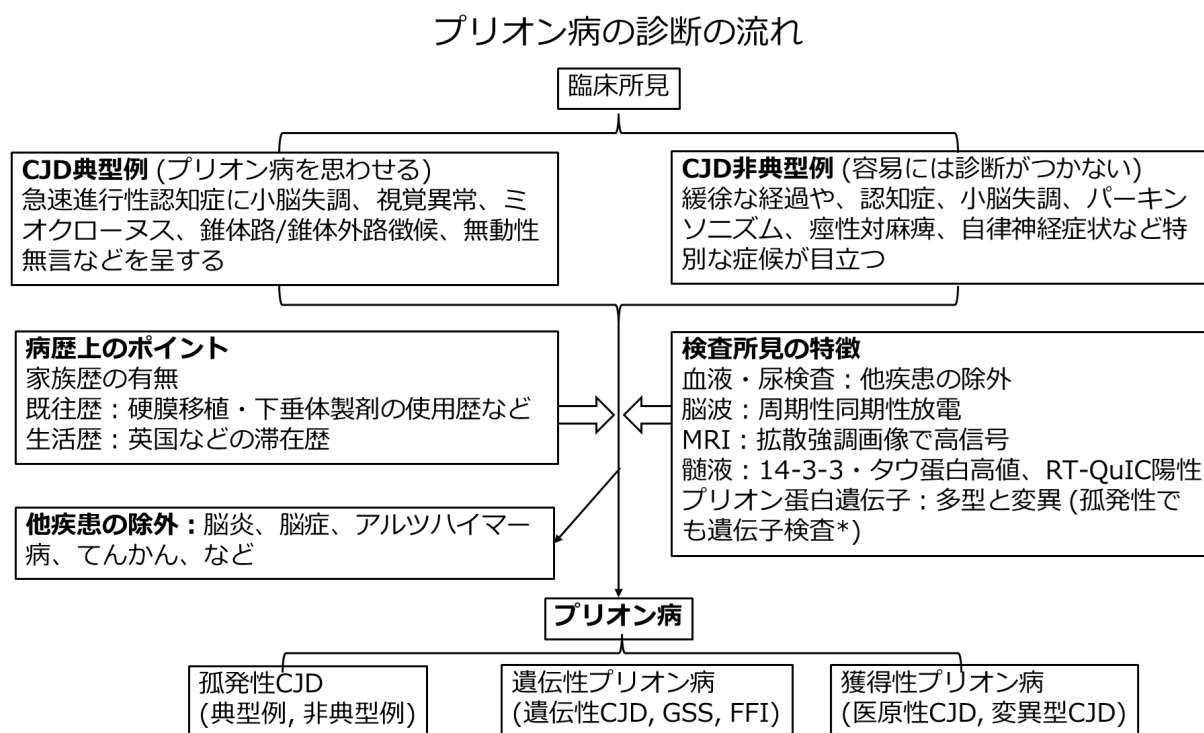 プリオン病の診断の流れ
臨床所見
CJD典型例 (プリオン病を思わせる)
急速進行性認知症に小脳失調、視覚異常、ミ
オクローヌス、錐体路/錐体外路徴候、無動性
無言などを呈する
CJD非典型例 (容易には診断がつかない)
緩徐な経過や、認知症、小脳失調、パーキン
ソニズム、痙性対麻痺、自律神経症状など特
別な症候が目立つ
病歴上のポイント
家族歴の有無
既往歴：硬膜移植・下垂体製剤の使用歴など
生活歴：英国などの滞在歴
検査所見の特徴
血液・尿検査：他疾患の除外
脳波：周期性同期性放電
MRI：拡散強調画像で高信号
髄液：14-3-3・タウ蛋白高値、RT-QuIC陽性
プリオン蛋白遺伝子：多型と変異 (孤発性で
も遺伝子検査*)
他疾患の除外：脳炎、脳症、アルツハイマー
病、てんかん、など
プリオン病
孤発性CJD
(典型例, 非典型例)
遺伝性プリオン病
(遺伝性CJD, GSS, FFI)
獲得性プリオン病
(医原性CJD, 変異型CJD)